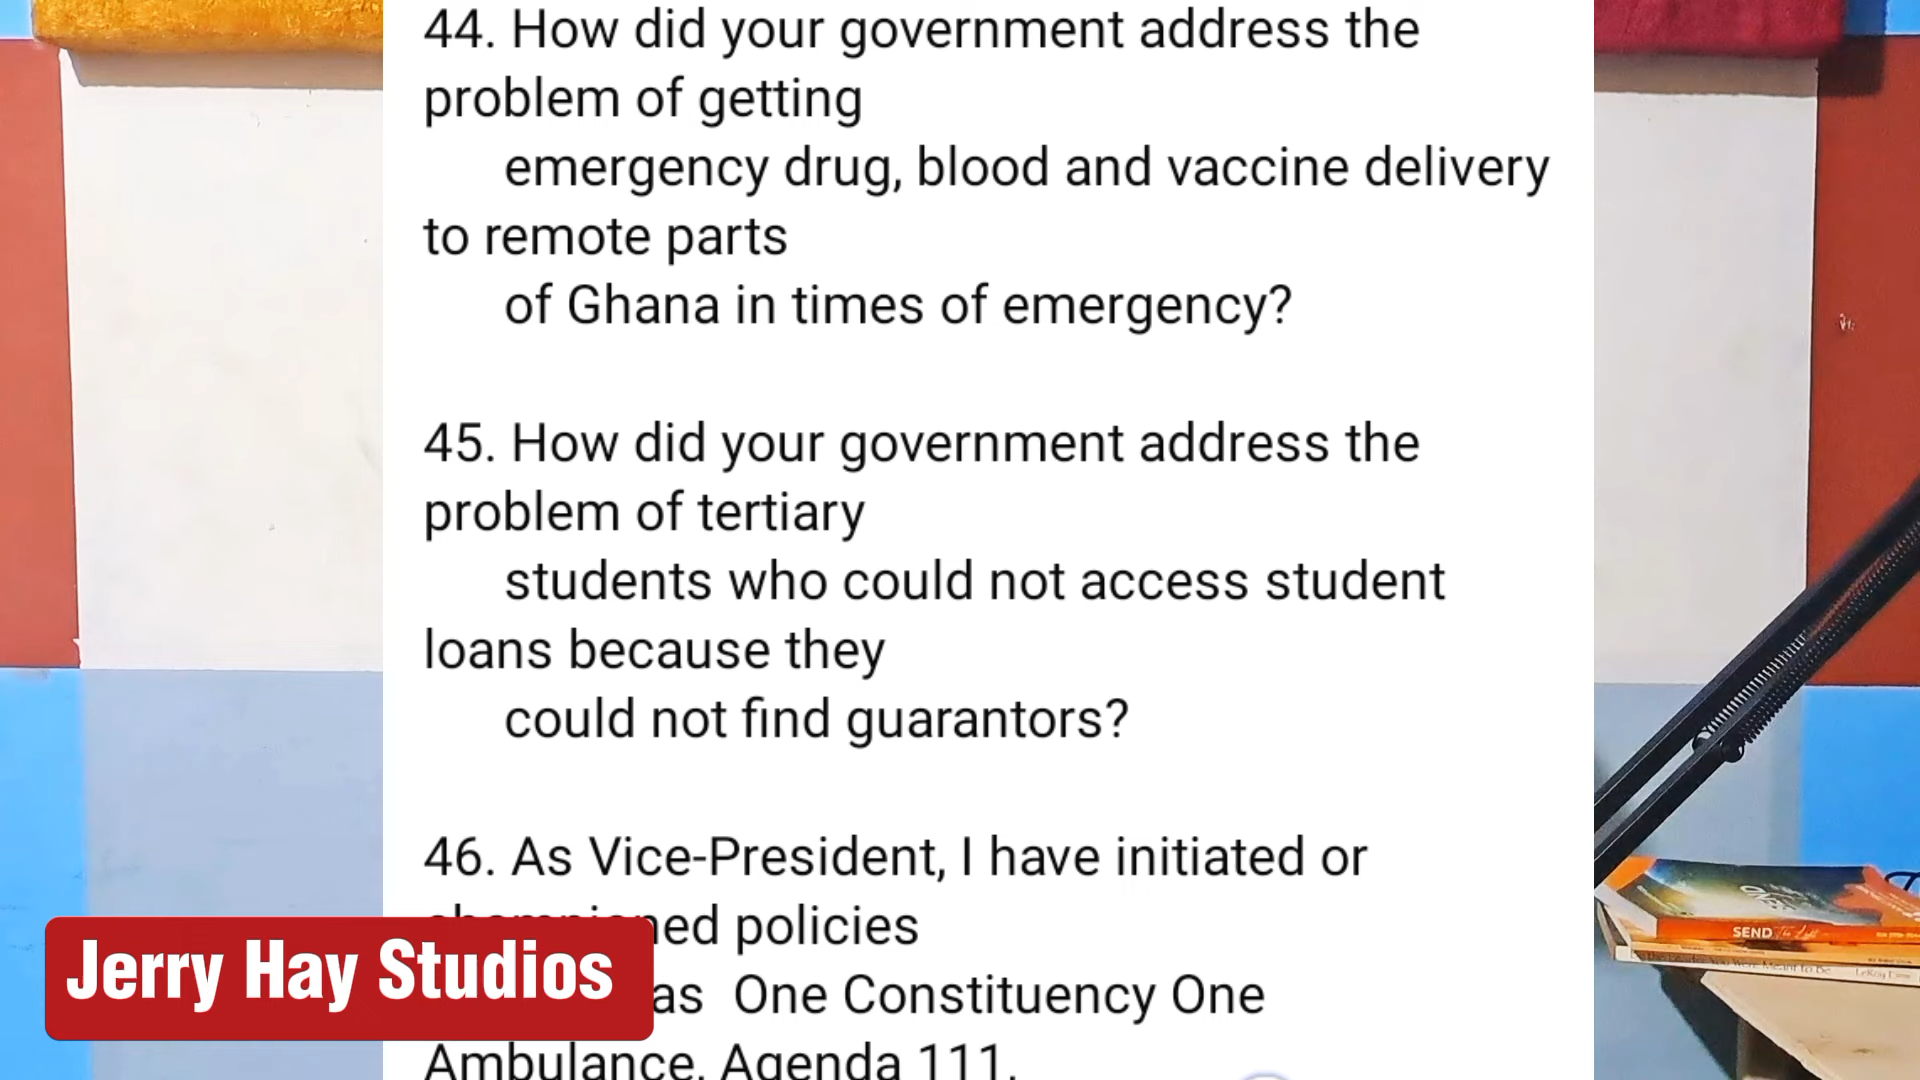 44. How did your government address the
problem of getting
emergency drug, blood and vaccine delivery
to remote parts
of Ghana in times of emergency?
45. How did your government address the
problem of tertiary
students who could not access student
loans because they
could not find guarantors?
46. As Vice-President, I have initiated or
championed policies
as One Constituency One
Ambulance, Agenda 111,
Jerry Hay Studios
SEND